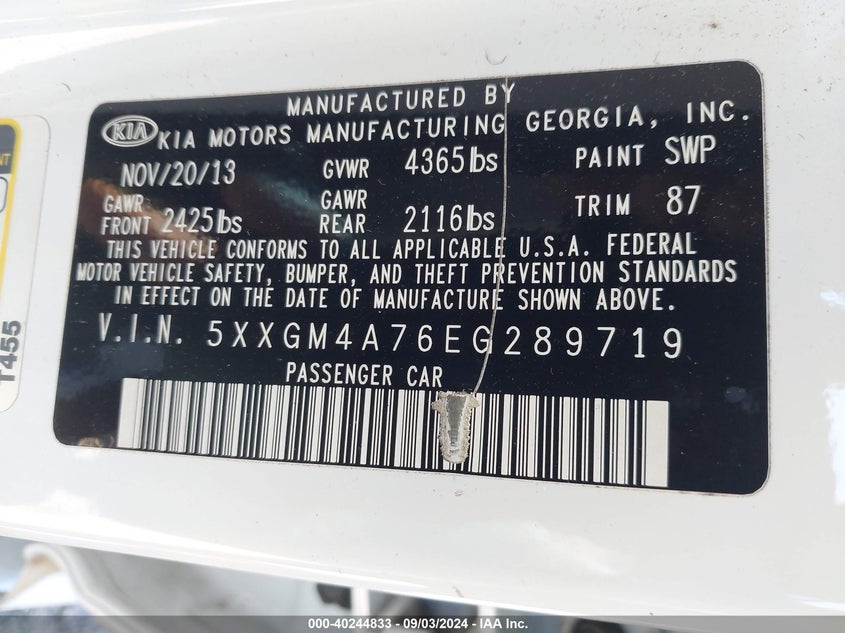 MANUFACTURED BY
KIA KIA MOTORS MANUFACTURING GEORGIA, INC.
NOV/20/13 GVWR 4365lbs PAINT SWP
GAWR FRONT 2425lbs GAWR REAR 2116lbs TRIM 87
THIS VEHICLE CONFORMS TO ALL APPLICABLE U.S.A. FEDERAL
MOTOR VEHICLE SAFETY, BUMPER, AND THEFT PREVENTION STANDARDS
IN EFFECT ON THE DATE OF MANUFACTURE SHOWN ABOVE.
V.I.N. 5XXGM4A76EG289719
PASSENGER CAR
T455
000-40244833 - 09/03/2024 - IAA Inc.